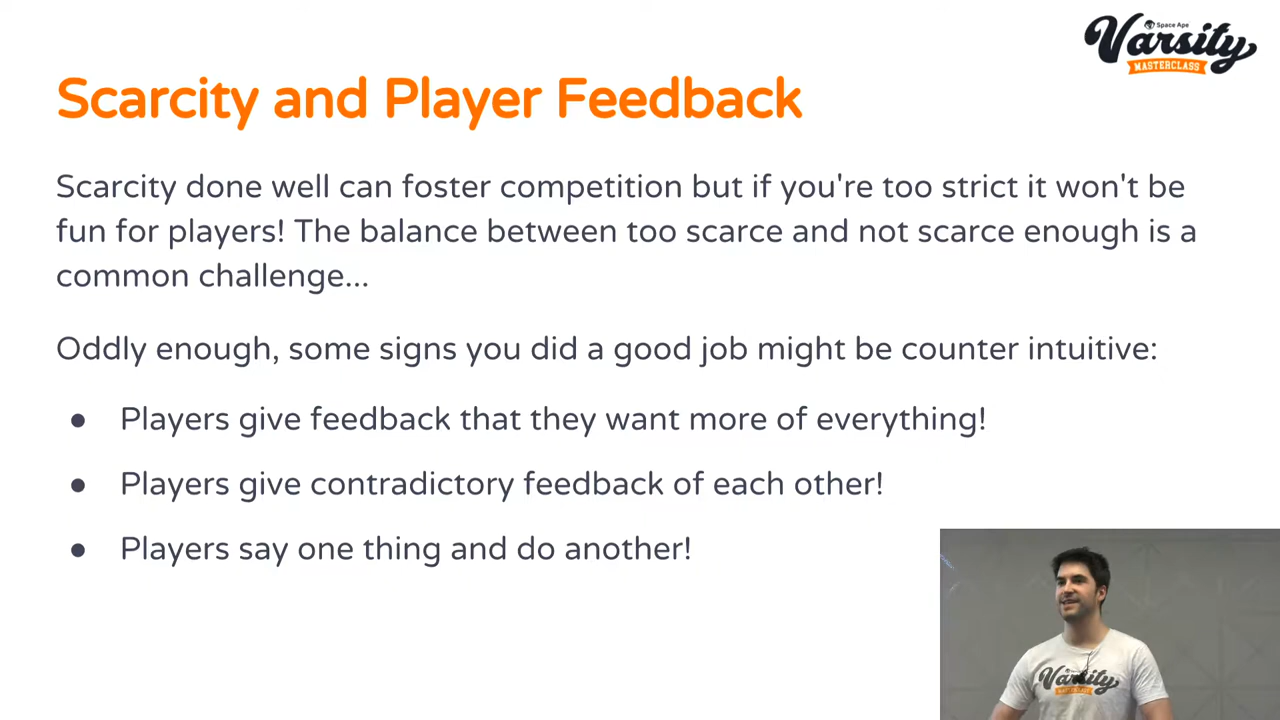 Space Ape
Varsity
MASTERCLASS
Scarcity and Player Feedback
Scarcity done well can foster competition but if you're too strict it won't be
fun for players! The balance between too scarce and not scarce enough is a
common challenge...
Oddly enough, some signs you did a good job might be counter intuitive:
● Players give feedback that they want more of everything!
● Players give contradictory feedback of each other!
● Players say one thing and do another!
Varsity